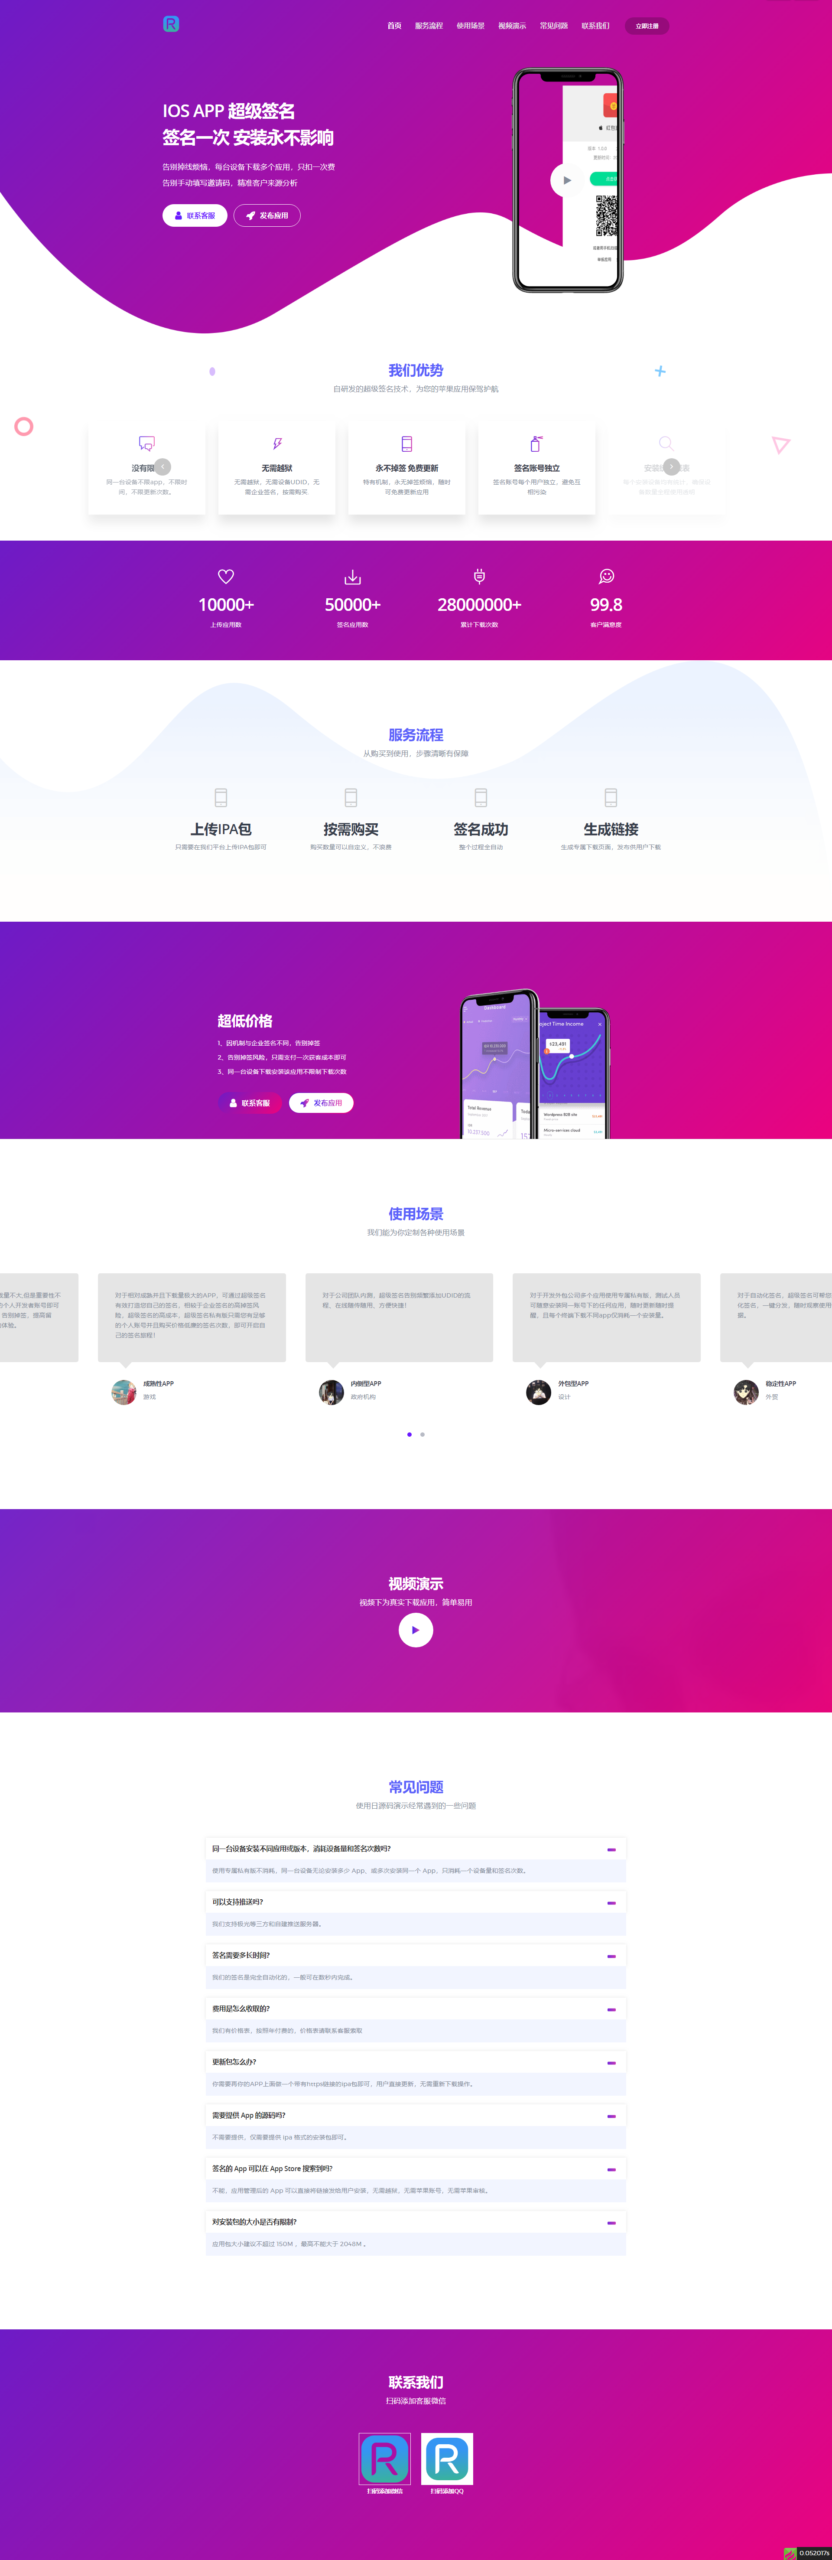 首页 服务流程 使用场景 视频演示 常见问题 联系我们 立即注册
IOS APP 超级签名
签名一次 安装永不影响
告别掉线烦恼，每台设备下载多个应用，只扣一次费
告别手动填写邀请码，精准客户来源分析
联系客服 发布应用
我们优势
自研发的超级签名技术，为您的苹果应用保驾护航
没有限
同一台设备不限app，不限时
间，不限更新次数。
无需越狱
无需越狱，无需设备UDID，无
需企业签名，按需购买
永不掉签 免费更新
特有机制，永无掉签烦恼，随时
可免费更新应用
签名账号独立
签名账号每个用户独立，避免互
相污染
10000+
上传应用数
50000+
签名应用数
28000000+
累计下载次数
99.8
客户满意度
服务流程
从购买到使用，步骤清晰有保障
上传IPA包
只需要在我们平台上传IPA包即可
按需购买
购买数量可以自定义，不浪费
签名成功
整个过程全自动
生成链接
生成专属下载页面，发布供用户下载
超低价格
1、因机制与企业签名不同，告别掉签
2、告别掉签风险，只需支付一次获客成本即可
3、同一台设备下载安装该应用不限制下载次数
联系客服 发布应用
Project Time Income
Total Revenue
使用场景
我们能为你定制各种使用场景
对于相对成熟并且下载量较大的APP，可通过超级签名
有效打造您自己的签名，相较于企业签名的高掉签风
险，超级签名的高成本，超级签名私有版只需您有足够
的个人账号并且购买价格低廉的签名次数，即可开启自
己的签名旅程！
成熟性APP
游戏
对于公司团队内测，超级签名告别频繁添加UDID的流
程，在线随传随用，方便快捷！
内侧型APP
政府机构
对于开发外包公司多个应用使用专属私有版，测试人员
可随意安装同一账号下的任何应用，随时更新随时提
醒，且每个终端下载不同app仅消耗一个安装量。
外包型APP
设计
稳定性APP
外贸
视频演示
视频下为真实下载应用，简单易用
常见问题
使用日源码演示经常遇到的一些问题
同一台设备安装不同应用或版本，消耗设备量和签名次数吗?
使用专属私有版不消耗，同一台设备无论安装多少 App，或多次安装同一个 App，只消耗一个设备量和签名次数。
可以支持推送吗?
我们支持极光等三方和自建推送服务器。
签名需要多长时间?
我们的签名是完全自动化的，一般可在数秒内完成。
费用是怎么收取的?
我们有价格表，按照年付费的，价格表请联系客服索取
更新包怎么办?
你需要再你的APP上面做一个带有https链接的ipa包即可，用户直接更新，无需重新下载操作。
需要提供 App 的源码吗?
不需要提供，仅需要提供 ipa 格式的安装包即可。
签名的 App 可以在 App Store 搜索到吗?
不能，应用管理后的 App 可以直接将链接发给用户安装，无需越狱，无需苹果账号，无需苹果审核。
对安装包的大小是否有限制?
应用包大小建议不超过 150M ，最高不能大于 2048M 。
联系我们
扫码添加客服微信
扫码添加微信 扫码添加QQ
0.052017s